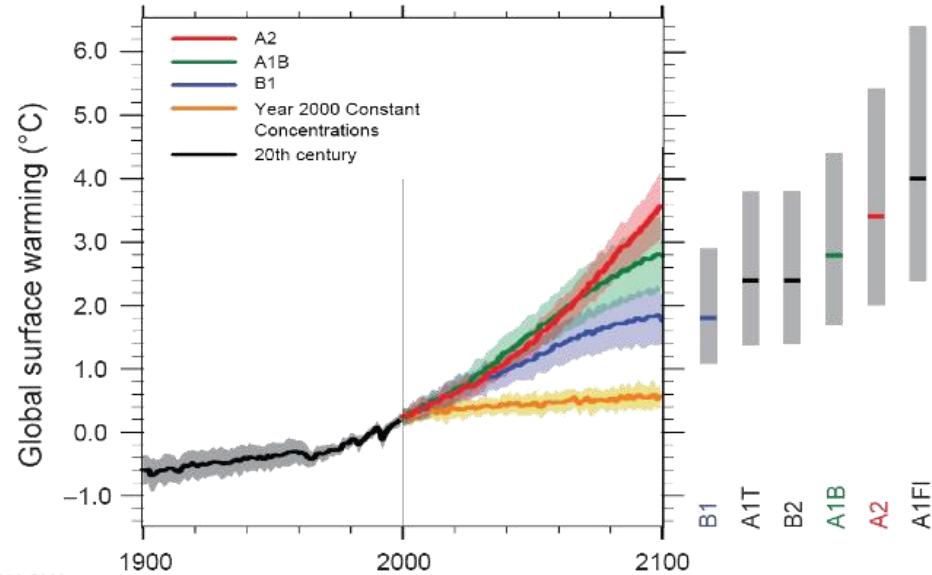 Global surface warming (°C)
6.0
5.0
4.0
3.0
2.0
1.0
0.0
−1.0
A2
A1B
B1
Year 2000 Constant
Concentrations
20th century
1900
2000
2100
B1
A1T
B2
A1B
A2
A1FI